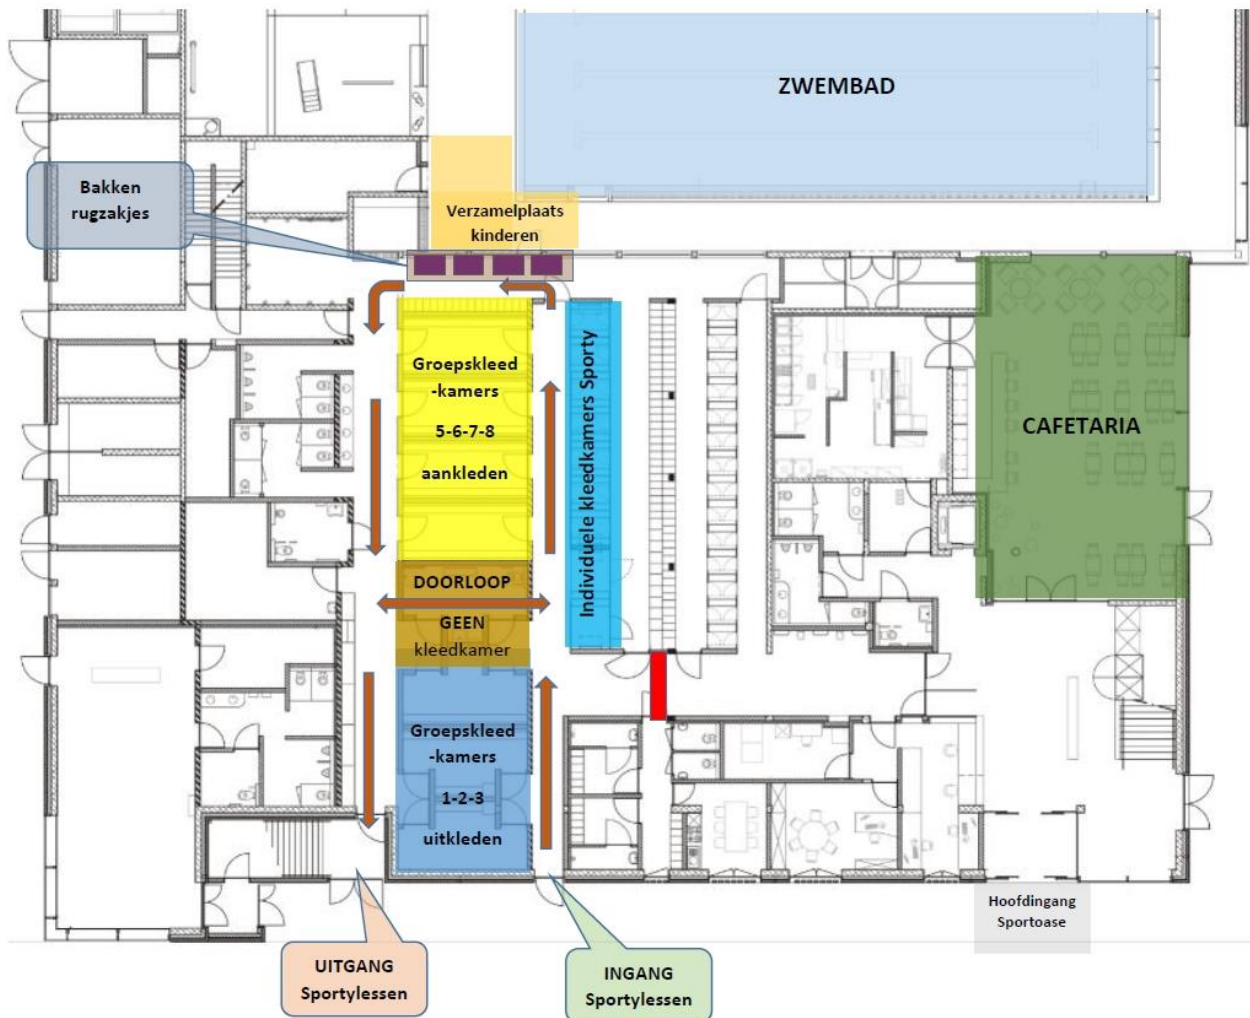 ZWEMBAD
Bakken
rugzakjes
Verzamelplaats
kinderen
Groepskleed
-kamers
5-6-7-8
aankleden
Individuele kleedkamers Sporty
CAFETARIA
DOORLOOP
GEEN
kleedkamer
Groepskleed
-kamers
1-2-3
uitkleden
Hoofdingang
Sportoase
UITGANG
Sportylessen
INGANG
Sportylessen